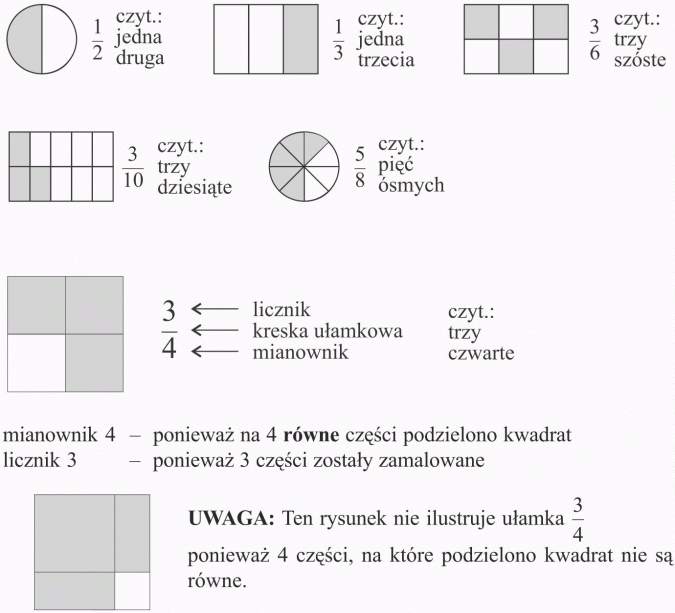 1/2 czyt.:
jedna
druga
1/3 czyt.:
jedna
trzecia
3/6 czyt.:
trzy
szóste
3/10 czyt.:
trzy
dziesiąte
5/8 czyt.:
pięć
ósmych
3/4
licznik
kreska ułamkowa
mianownik
czyt.:
trzy
czwarte
mianownik 4 – ponieważ na 4 równe części podzielono kwadrat
licznik 3 – ponieważ 3 części zostały zamalowane
UWAGA: Ten rysunek nie ilustruje ułamka 3/4
ponieważ 4 części, na które podzielono kwadrat nie są
równe.